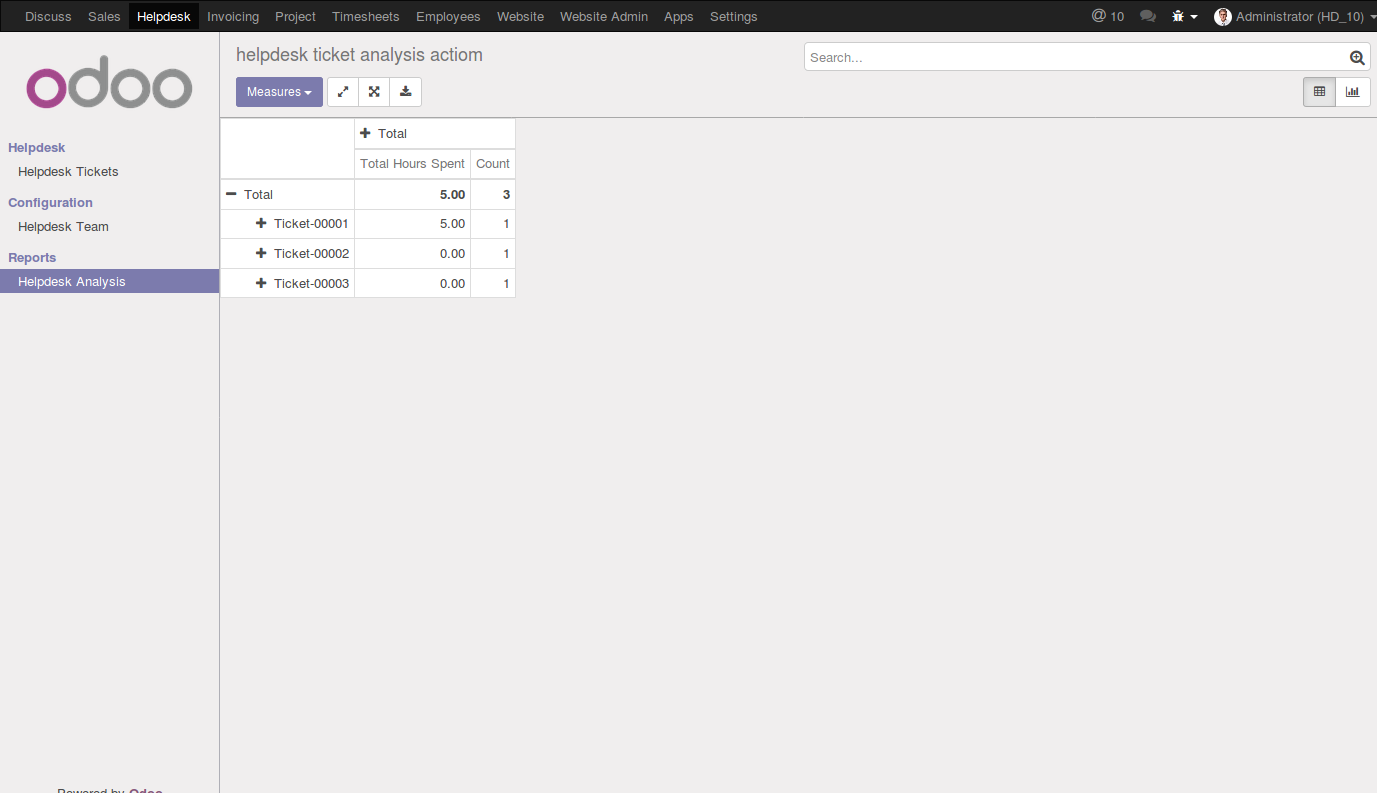 Discuss Sales Helpdesk Invoicing Project Timesheets Employees Website Website Admin Apps Settings @ 10 Administrator (HD_10)
odoo
Helpdesk
Helpdesk Tickets
Configuration
Helpdesk Team
Reports
Helpdesk Analysis
Powered by Odoo
helpdesk ticket analysis actiom
Search...
Measures
Total
Total Hours Spent Count
Total 5.00 3
Ticket-00001 5.00 1
Ticket-00002 0.00 1
Ticket-00003 0.00 1